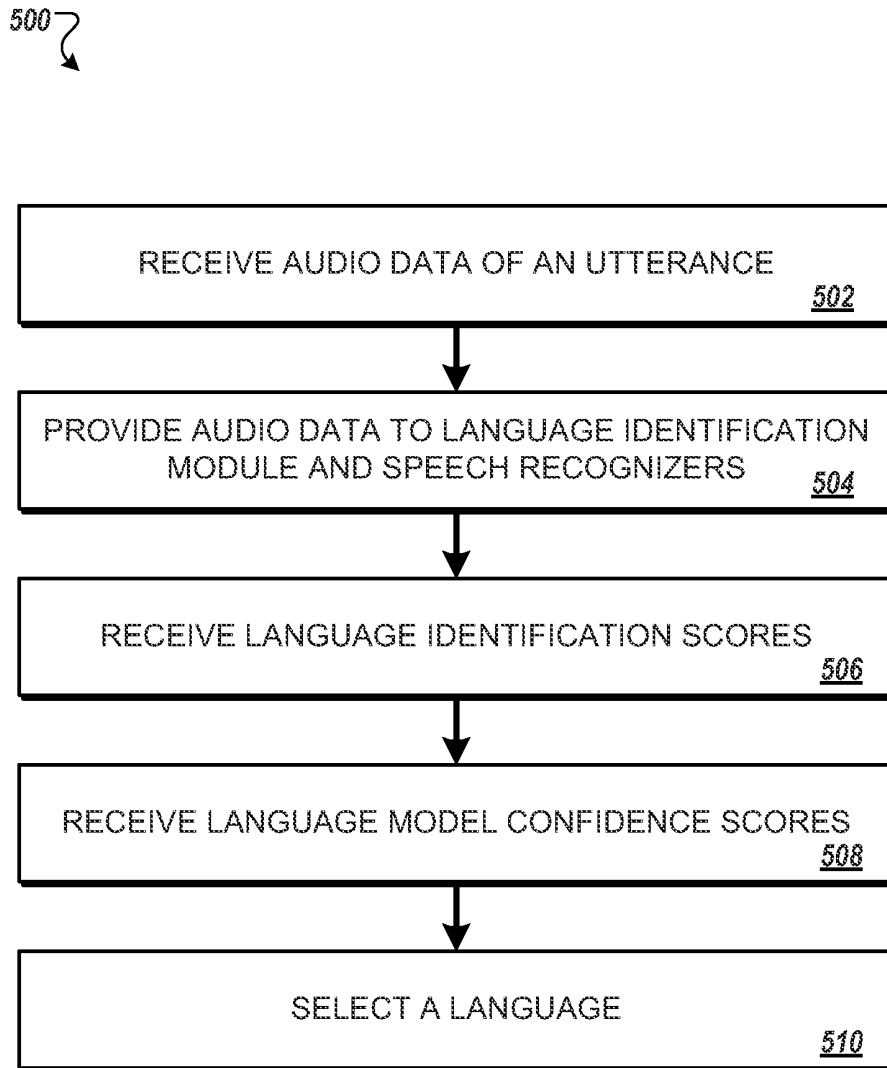 500
RECEIVE AUDIO DATA OF AN UTTERANCE
502
PROVIDE AUDIO DATA TO LANGUAGE IDENTIFICATION
MODULE AND SPEECH RECOGNIZERS
504
RECEIVE LANGUAGE IDENTIFICATION SCORES
506
RECEIVE LANGUAGE MODEL CONFIDENCE SCORES
508
SELECT A LANGUAGE
510